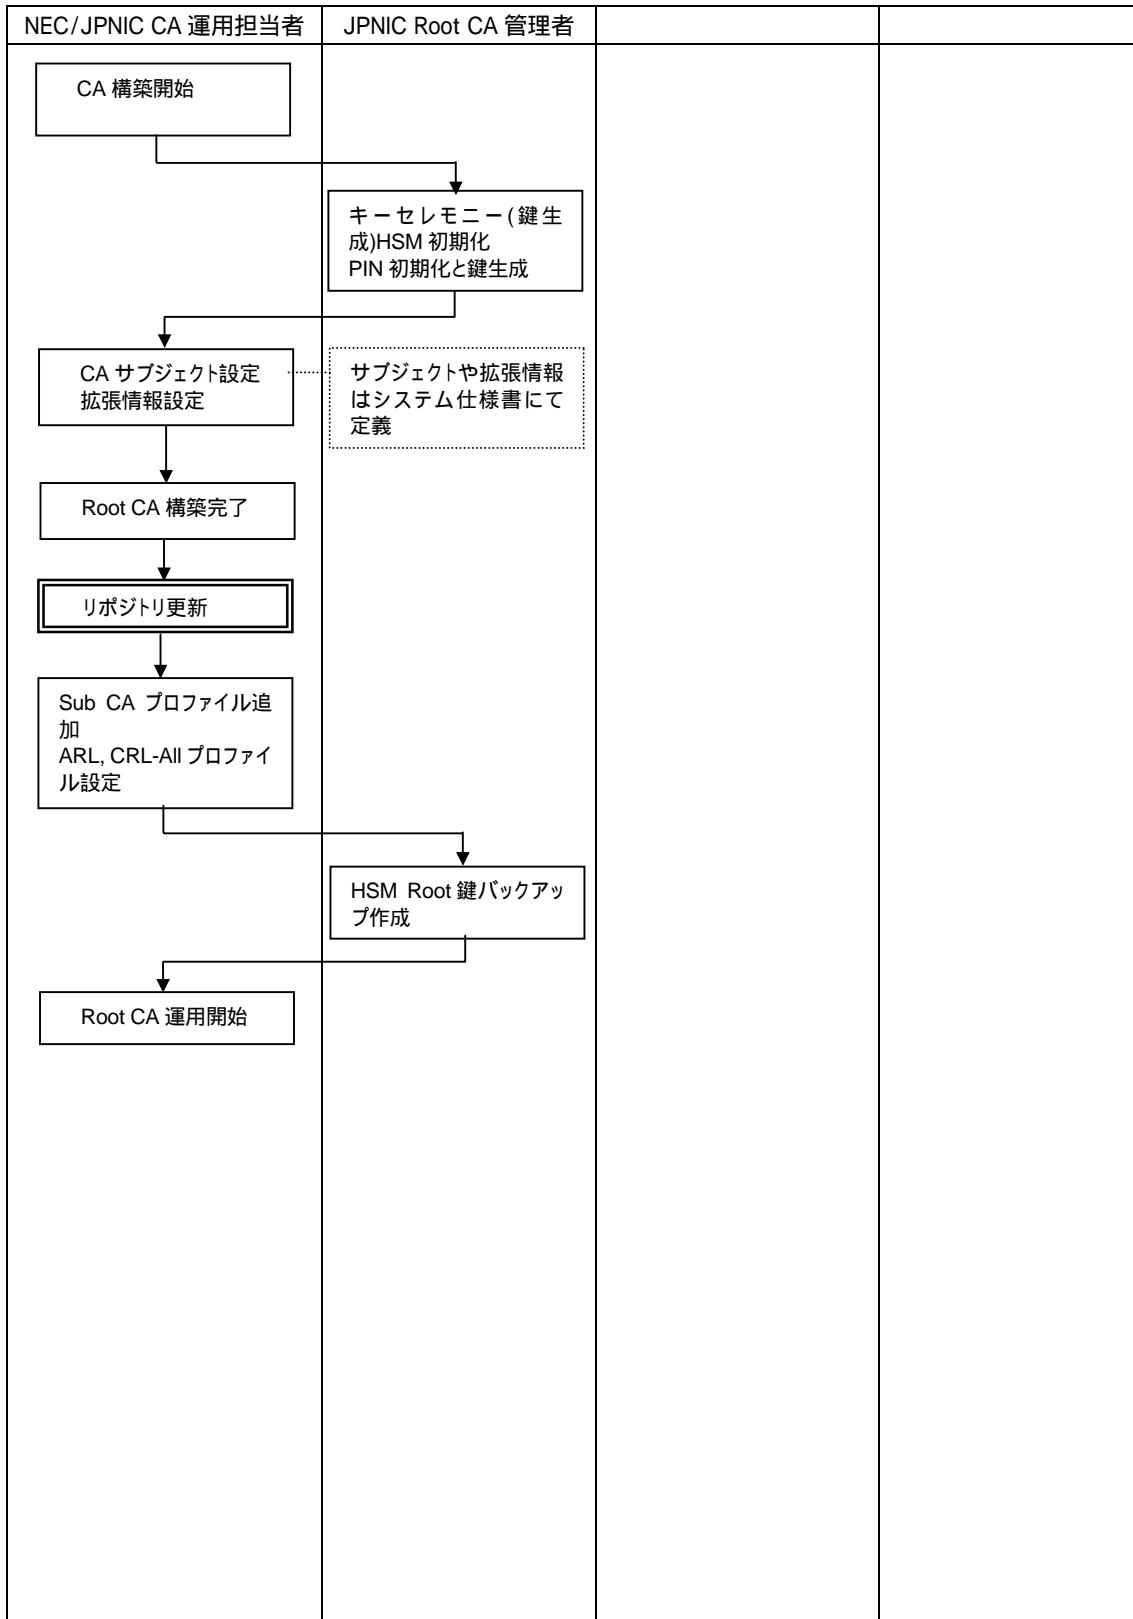 NEC/JPNIC CA 運用担当者
JPNIC Root CA 管理者
CA 構築開始
キーセレモニー(鍵生
成)HSM 初期化
PIN 初期化と鍵生成
CA サブジェクト設定
拡張情報設定
サブジェクトや拡張情報
はシステム仕様書にて
定義
Root CA 構築完了
リポジトリ更新
Sub CA プロファイル追
加
ARL, CRL-All プロファイ
ル設定
HSM Root 鍵バックアッ
プ作成
Root CA 運用開始